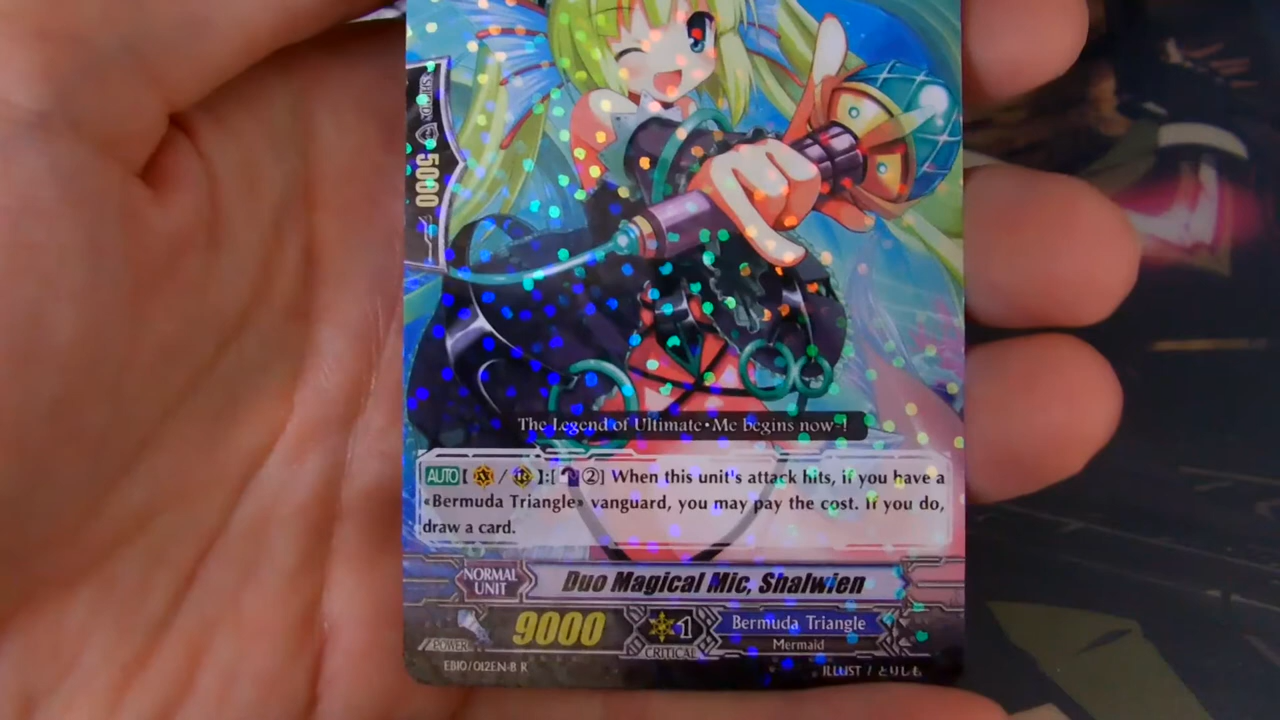 SHIELD
5000
The Legend of Ultimate•Me begins now-!
AUTO【 / 】:[②] When this unit's attack hits, if you have a
«Bermuda Triangle» vanguard, you may pay the cost. If you do,
draw a card.
NORMAL
UNIT
Duo Magical Mic, Shalwien
POWER
9000
1
CRITICAL
Bermuda Triangle
Mermaid
EB10/012EN-B R
ILLUST / とりしも